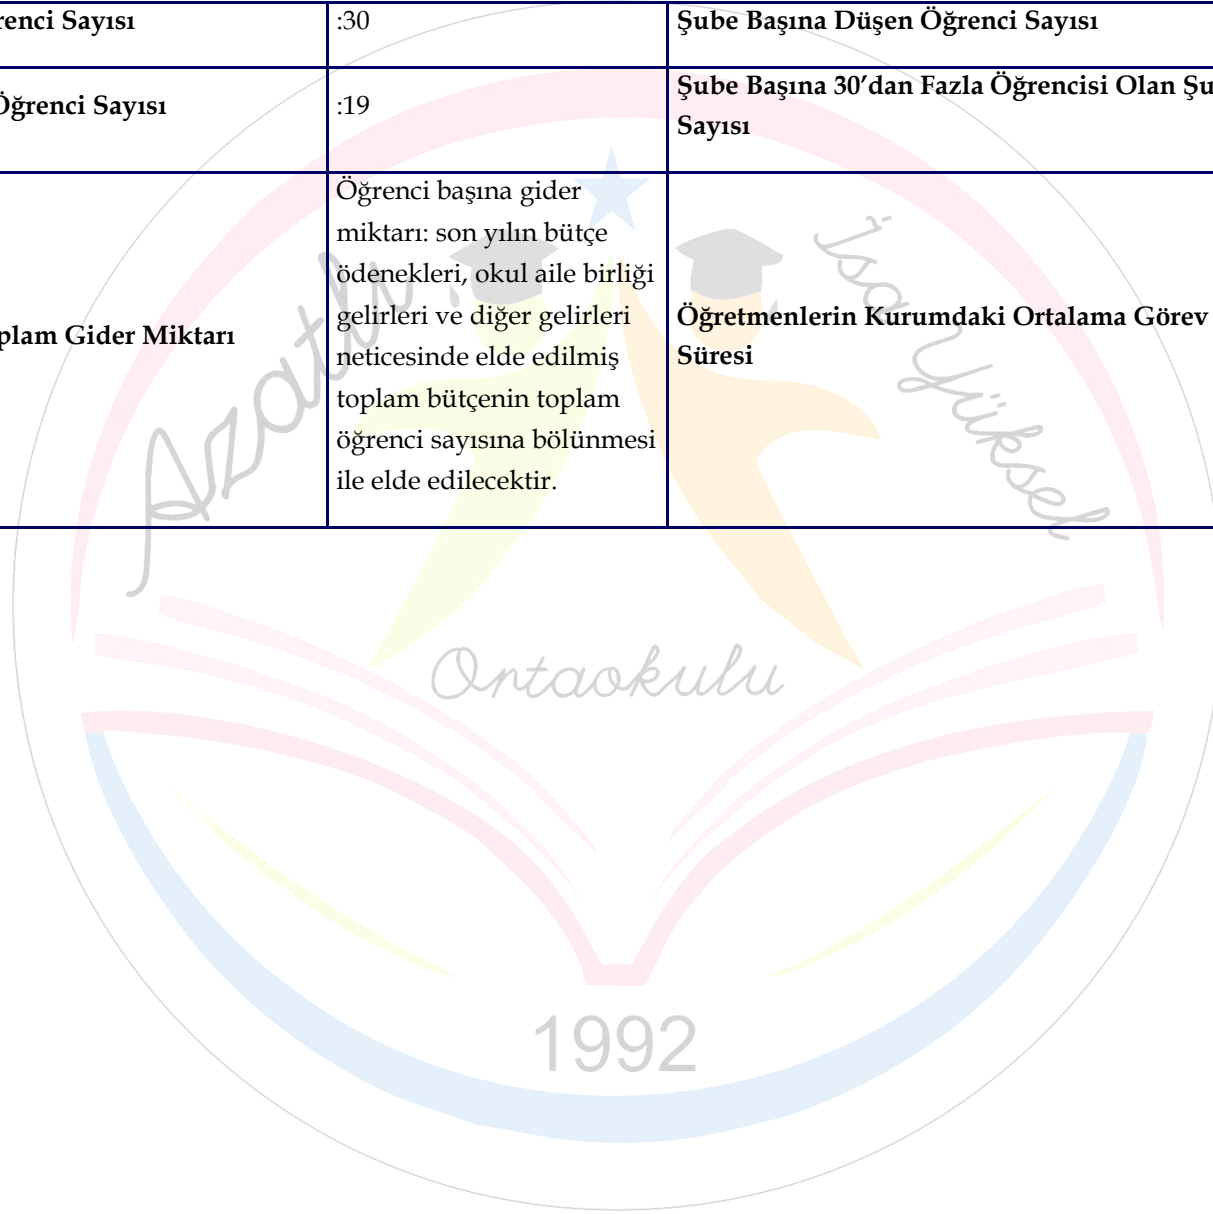 renci Sayısı
:30
Şube Başına Düşen Öğrenci Sayısı
Öğrenci Sayısı
:19
Şube Başına 30’dan Fazla Öğrencisi Olan Şu
Sayısı
plam Gider Miktarı
Öğrenci başına gider
miktarı: son yılın bütçe
ödenekleri, okul aile birliği
gelirleri ve diğer gelirleri
neticesinde elde edilmiş
toplam bütçenin toplam
öğrenci sayısına bölünmesi
ile elde edilecektir.
Öğretmenlerin Kurumdaki Ortalama Görev
Süresi
Azatlı
İsa Yüksel
Ortaokulu
1992